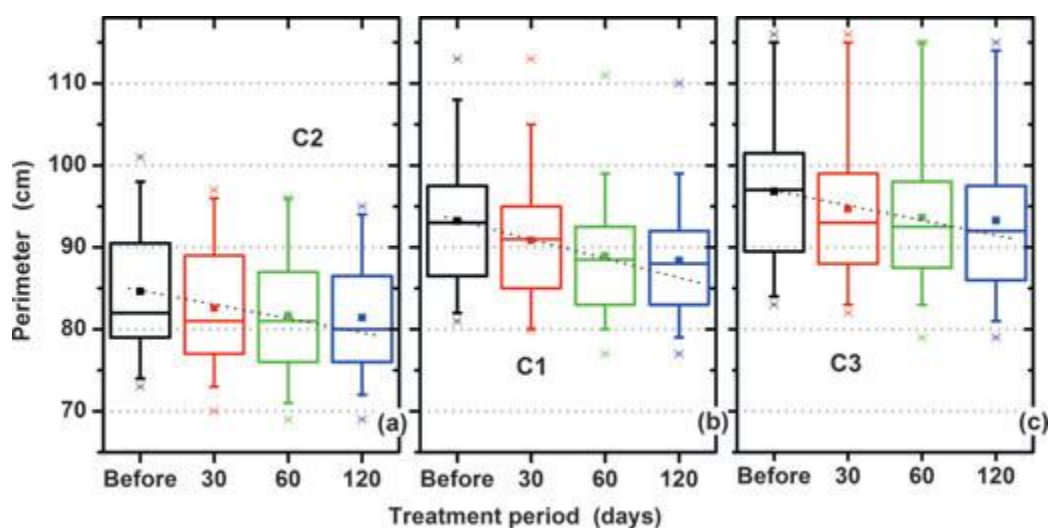 Perimeter (cm)
110
100
90
80
70
C2
C1
C3
(a)
(b)
(c)
Before 30 60 120 Before 30 60 120 Before 30 60 120
Treatment period (days)